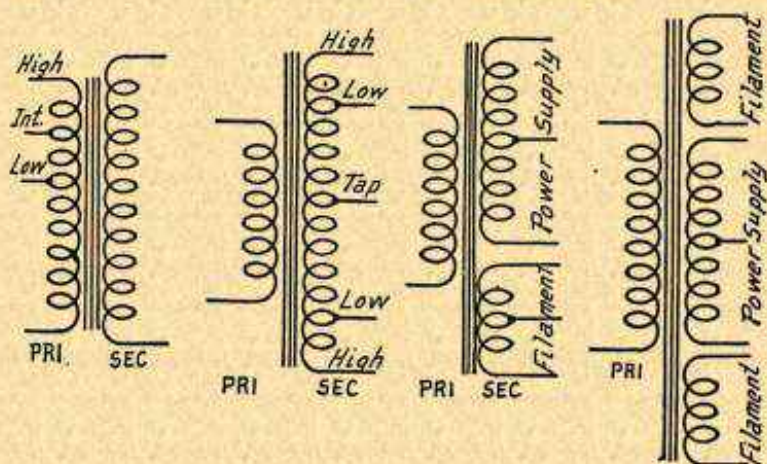 High
Int.
Low
PRI.
SEC
High
Low
Tap
Low
High
PRI
SEC
Power Supply
Filament
PRI
SEC
Filament
Power Supply
Filament
PRI